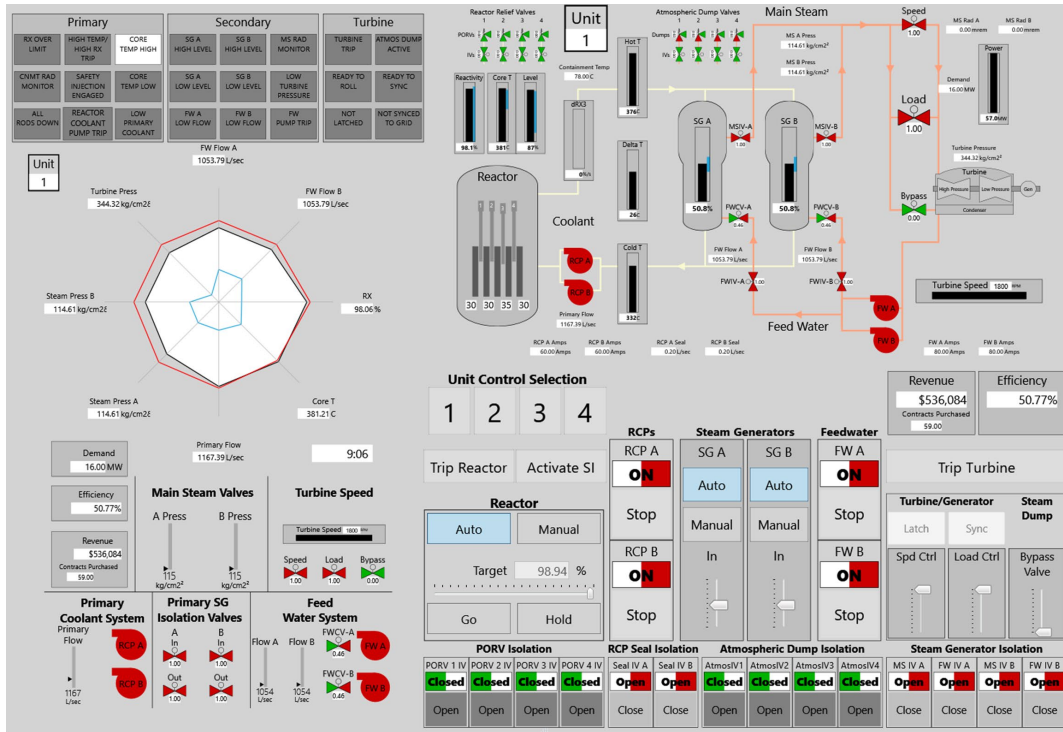 Primary
Secondary
Turbine
RX OVER LIMIT
HIGH TEMP/ HIGH RX TRIP
CORE TEMP HIGH
SG A HIGH LEVEL
SG B HIGH LEVEL
MS RAD MONITOR
TURBINE TRIP
ATMOS DUMP ACTIVE
CNMT RAD MONITOR
SAFETY INJECTION ENGAGED
CORE TEMP LOW
SG A LOW LEVEL
SG B LOW LEVEL
LOW TURBINE PRESSURE
READY TO ROLL
READY TO SYNC
ALL RODS DOWN
REACTOR COOLANT PUMP TRIP
LOW PRIMARY COOLANT
FW A LOW FLOW
FW B LOW FLOW
FW PUMP TRIP
NOT LATCHED
NOT SYNCED TO GRID
Unit
1
FW Flow A
1053.79 L/sec
Turbine Press
344.32 kg/cm2
FW Flow B
1053.79 L/sec
Steam Press B
114.61 kg/cm2
RX
98.06%
Steam Press A
114.61 kg/cm2
Core T
381.21 C
Primary Flow
1167.39 L/sec
9:06
Reactor Relief Valves
1 2 3 4
PORVs
IVs
Unit
1
Atmospheric Dump Valves
1 2 3 4
Dumps
IVs
Main Steam
MS A Press
114.61 kg/cm2
MS B Press
114.61 kg/cm2
Speed
1.00
MS Rad A
0.00 mrem
MS Rad B
0.00 mrem
Power
57.0
Demand
16.00 MW
Load
1.00
Reactivity
98.1%
Core T
381C
Level
87%
Containment Temp
78.00 C
dRX3
0%/s
Hot T
376C
Delta T
26C
Cold T
332C
SG A
50.8%
SG B
50.8%
MSIV-A
1.00
MSIV-B
1.00
FWCV-A
0.46
FWCV-B
0.46
Turbine Pressure
344.32 kg/cm²
Turbine
High Pressure
Low Pressure
Gen
Condenser
Bypass
0.00
Reactor
30 30 35 30
Coolant
RCP A
RCP B
Primary Flow
1167.39 L/sec
FW Flow A
1053.79 L/sec
FW Flow B
1053.79 L/sec
FWIV-A
1.00
FWIV-B
1.00
Turbine Speed 1800 RPM
FW A
FW B
Feed Water
RCP A Amps
60.00 Amps
RCP B Amps
60.00 Amps
RCP A Seal
0.20 L/sec
RCP B Seal
0.20 L/sec
FW A Amps
80.00 Amps
FW B Amps
80.00 Amps
Unit Control Selection
1 2 3 4
Trip Reactor
Activate SI
Reactor
Auto
Manual
Target 98.94 %
Go
Hold
RCPs
RCP A
ON
Stop
RCP B
ON
Stop
Steam Generators
SG A
SG B
Auto
Auto
Manual
Manual
In
In
Feedwater
FW A
ON
Stop
FW B
ON
Stop
Revenue
$536,084
Contracts Purchased
59.00
Efficiency
50.77%
Trip Turbine
Turbine/Generator
Latch
Sync
Spd Ctrl
Load Ctrl
Steam Dump
Bypass Valve
Demand
16.00 MW
Efficiency
50.77%
Revenue
$536,084
Contracts Purchased
59.00
Main Steam Valves
A Press
B Press
115
kg/cm²
115
kg/cm²
Turbine Speed
Turbine Speed 1800 RPM
Speed
1.00
Load
1.00
Bypass
0.00
Primary Coolant System
Primary Flow
1167
L/sec
RCP A
RCP B
Primary SG Isolation Valves
A
B
In
In
1.00
1.00
Out
Out
1.00
1.00
Feed Water System
Flow A
Flow B
1054
L/sec
1054
L/sec
FWCV-A
0.46
FWCV-B
0.46
FW A
FW B
PORV Isolation
PORV 1 IV
PORV 2 IV
PORV 3 IV
PORV 4 IV
Closed
Closed
Closed
Closed
Open
Open
Open
Open
RCP Seal Isolation
Seal IV A
Seal IV B
Open
Open
Close
Close
Atmospheric Dump Isolation
AtmosIV1
AtmosIV2
AtmosIV3
AtmosIV4
Closed
Closed
Closed
Closed
Open
Open
Open
Open
Steam Generator Isolation
MS IV A
FW IV A
MS IV B
FW IV B
Open
Open
Open
Open
Close
Close
Close
Close